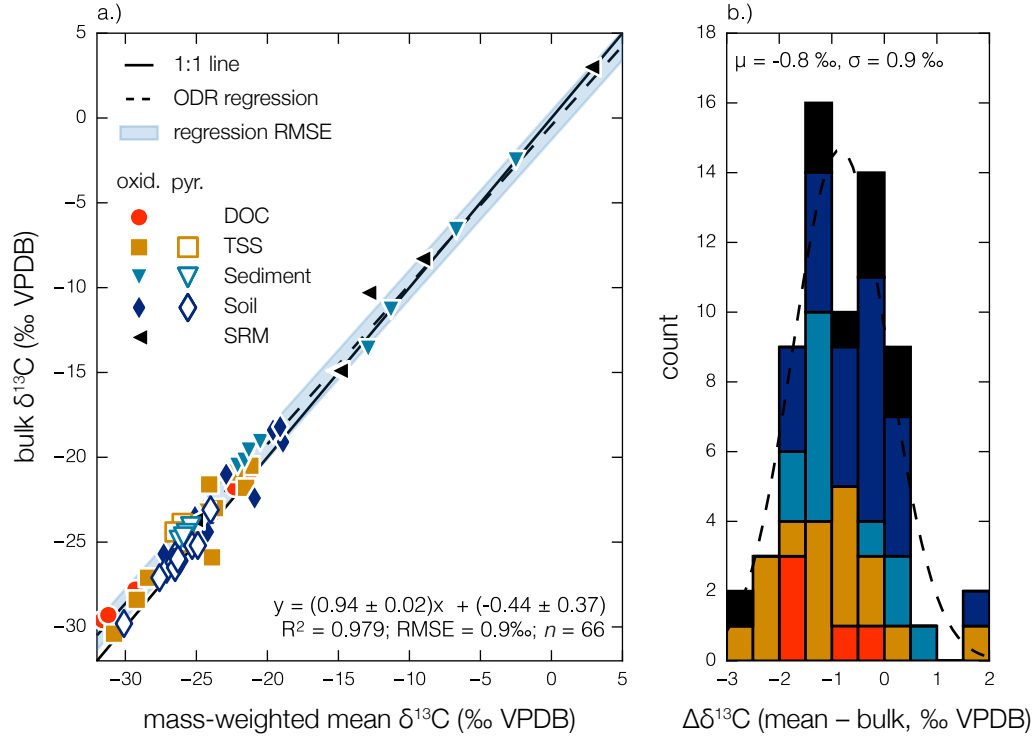 a.)
1:1 line
ODR regression
regression RMSE
oxid. pyr.
DOC
TSS
Sediment
Soil
SRM
y = (0.94 ± 0.02)x + (-0.44 ± 0.37)
R² = 0.979; RMSE = 0.9‰; n = 66
5
0
−5
−10
−15
−20
−25
−30
bulk δ¹³C (‰ VPDB)
−30 −25 −20 −15 −10 −5 0 5
mass-weighted mean δ¹³C (‰ VPDB)
b.)
μ = -0.8 ‰, σ = 0.9 ‰
18
16
14
12
10
8
6
4
2
0
count
−3 −2 −1 0 1 2
Δδ¹³C (mean – bulk, ‰ VPDB)